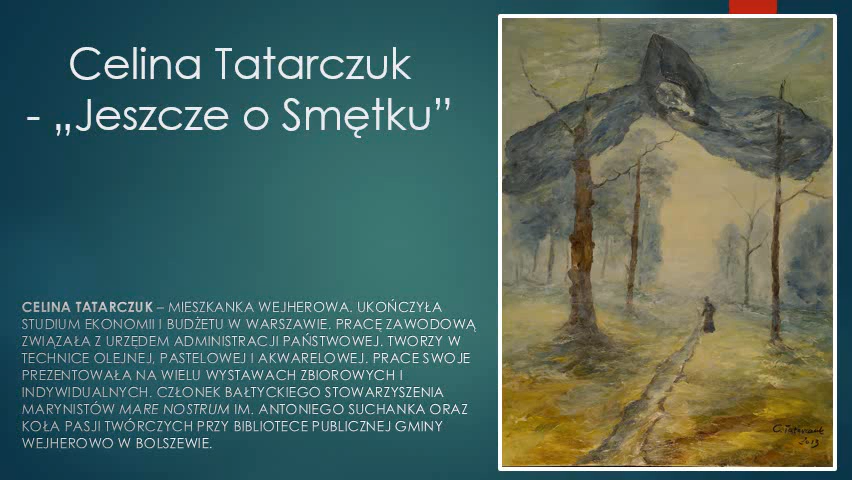 Celina Tatarczuk
- „Jeszcze o Smętku”
CELINA TATARCZUK – MIESZKANKA WEJHEROWA. UKOŃCZYŁA
STUDIUM EKONOMII I BUDŻETU W WARSZAWIE. PRACĘ ZAWODOWĄ
ZWIĄZAŁA Z URZĘDEM ADMINISTRACJI PAŃSTWOWEJ. TWORZY W
TECHNICE OLEJNEJ, PASTELOWEJ I AKWARELOWEJ. PRACE SWOJE
PREZENTOWAŁA NA WIELU WYSTAWACH ZBIOROWYCH I
INDYWIDUALNYCH. CZŁONEK BAŁTYCKIEGO STOWARZYSZENIA
MARYNISTÓW MARE NOSTRUM IM. ANTONIEGO SUCHANKA ORAZ
KOŁA PASJI TWÓRCZYCH PRZY BIBLIOTECE PUBLICZNEJ GMINY
WEJHEROWO W BOLSZEWIE.
C. Tatarczuk
2013